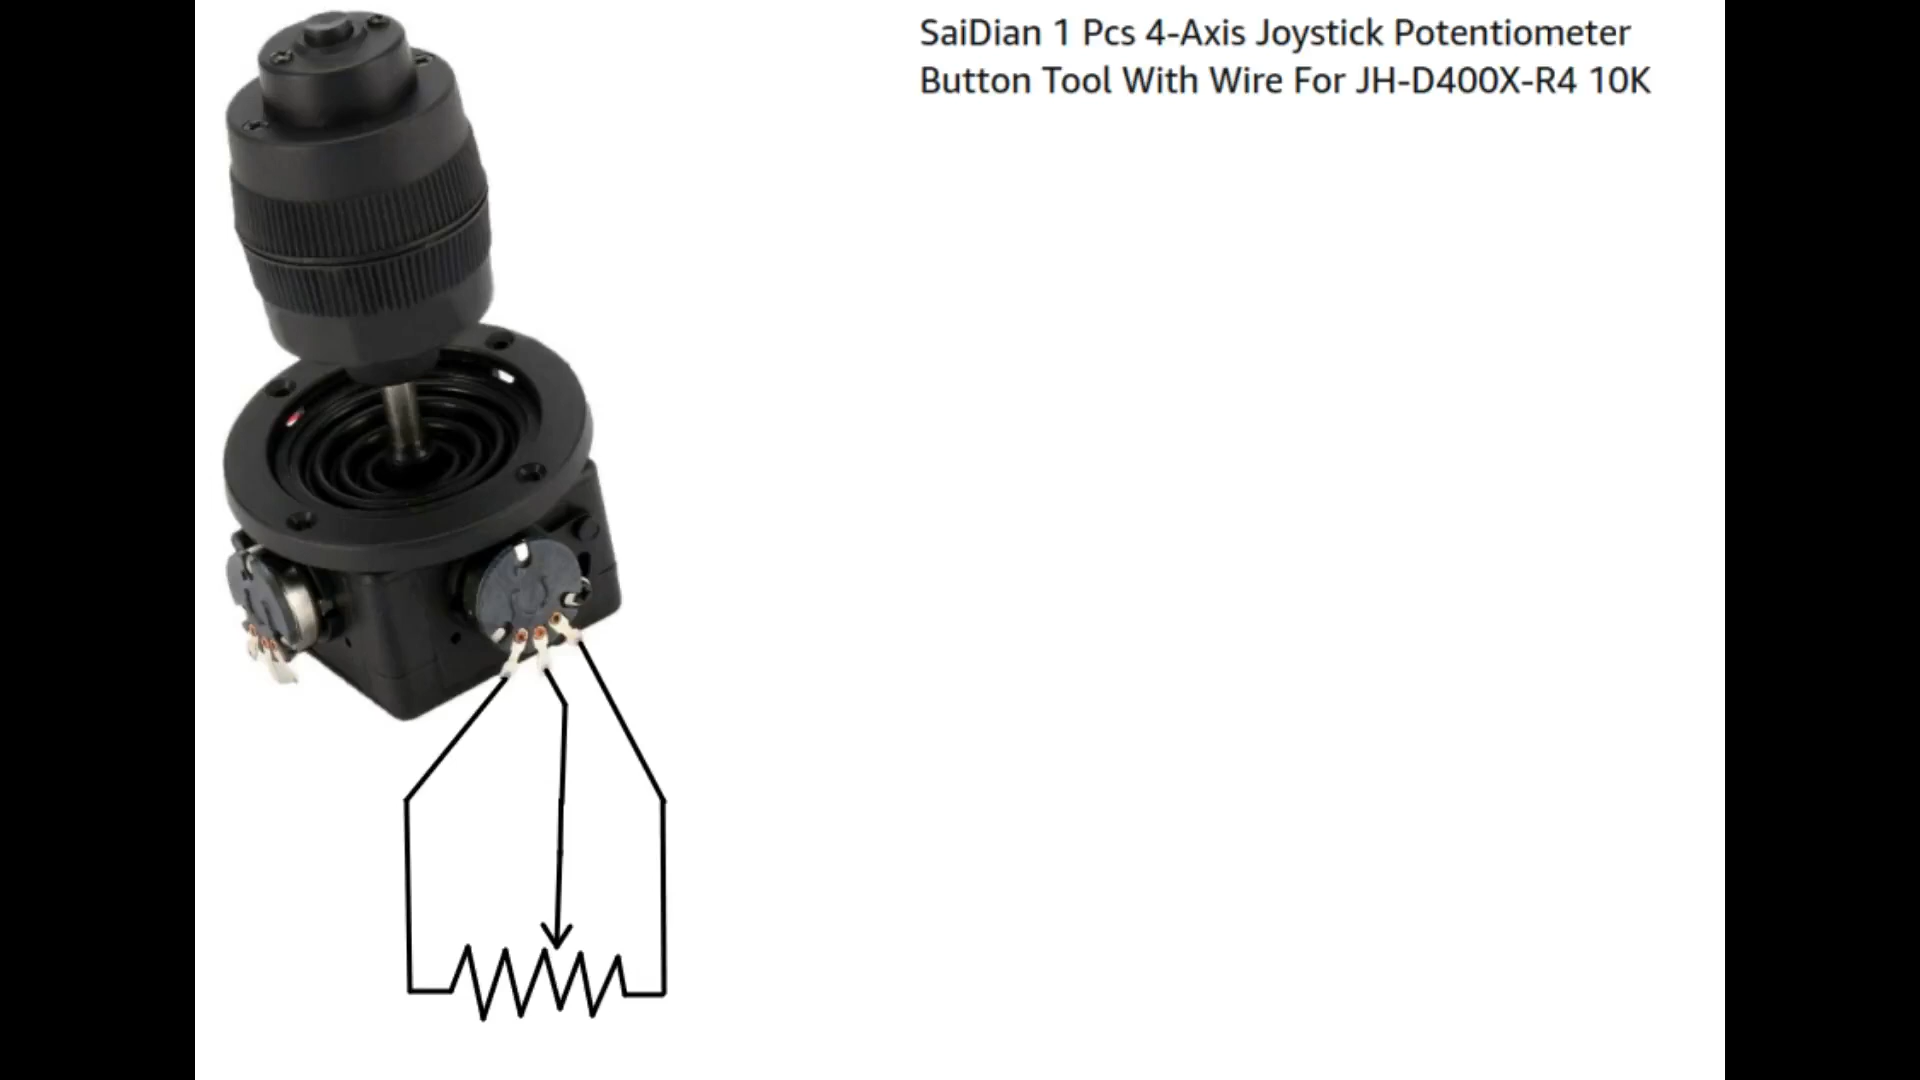 SaiDian 1 Pcs 4-Axis Joystick Potentiometer
Button Tool With Wire For JH-D400X-R4 10K